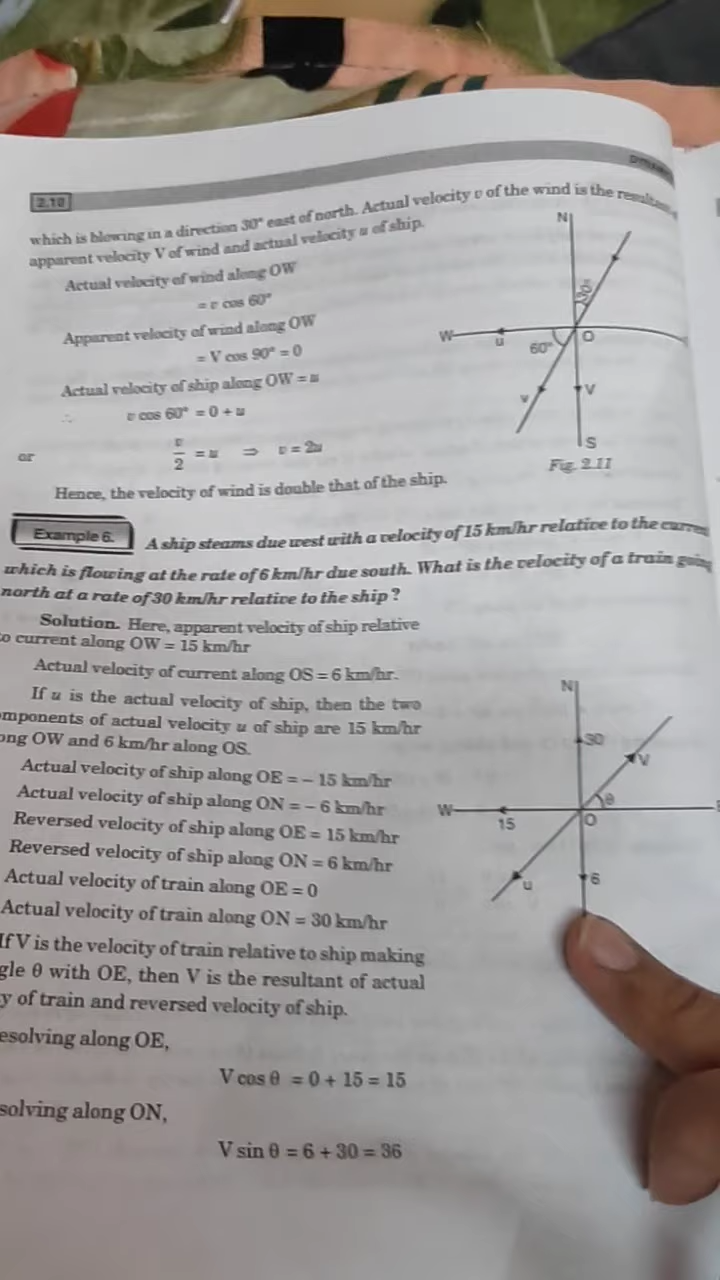 2.10
which is blowing in a direction 30° east of north. Actual velocity v of the wind is the
apparent velocity V of wind and actual velocity u of ship.
Actual velocity of wind along OW
= v cos 60°
Apparent velocity of wind along OW
= V cos 90° = 0
Actual velocity of ship along OW = u
∴ v cos 60° = 0 + u
or v/2 = u ⇒ v = 2u
N
30°
W
u
60°
O
v
V
S
Fig. 2.11
Hence, the velocity of wind is double that of the ship.
Example 6. A ship steams due west with a velocity of 15 km/hr relative to the
which is flowing at the rate of 6 km/hr due south. What is the velocity of a train
north at a rate of 30 km/hr relative to the ship ?
Solution. Here, apparent velocity of ship relative
o current along OW = 15 km/hr
Actual velocity of current along OS = 6 km/hr.
If u is the actual velocity of ship, then the two
mponents of actual velocity u of ship are 15 km/hr
ong OW and 6 km/hr along OS.
Actual velocity of ship along OE = – 15 km/hr
Actual velocity of ship along ON = – 6 km/hr
Reversed velocity of ship along OE = 15 km/hr
Reversed velocity of ship along ON = 6 km/hr
Actual velocity of train along OE = 0
Actual velocity of train along ON = 30 km/hr
If V is the velocity of train relative to ship making
gle θ with OE, then V is the resultant of actual
y of train and reversed velocity of ship.
esolving along OE,
V cos θ = 0 + 15 = 15
solving along ON,
V sin θ = 6 + 30 = 36
N
30
V
θ
W
15
O
u
6